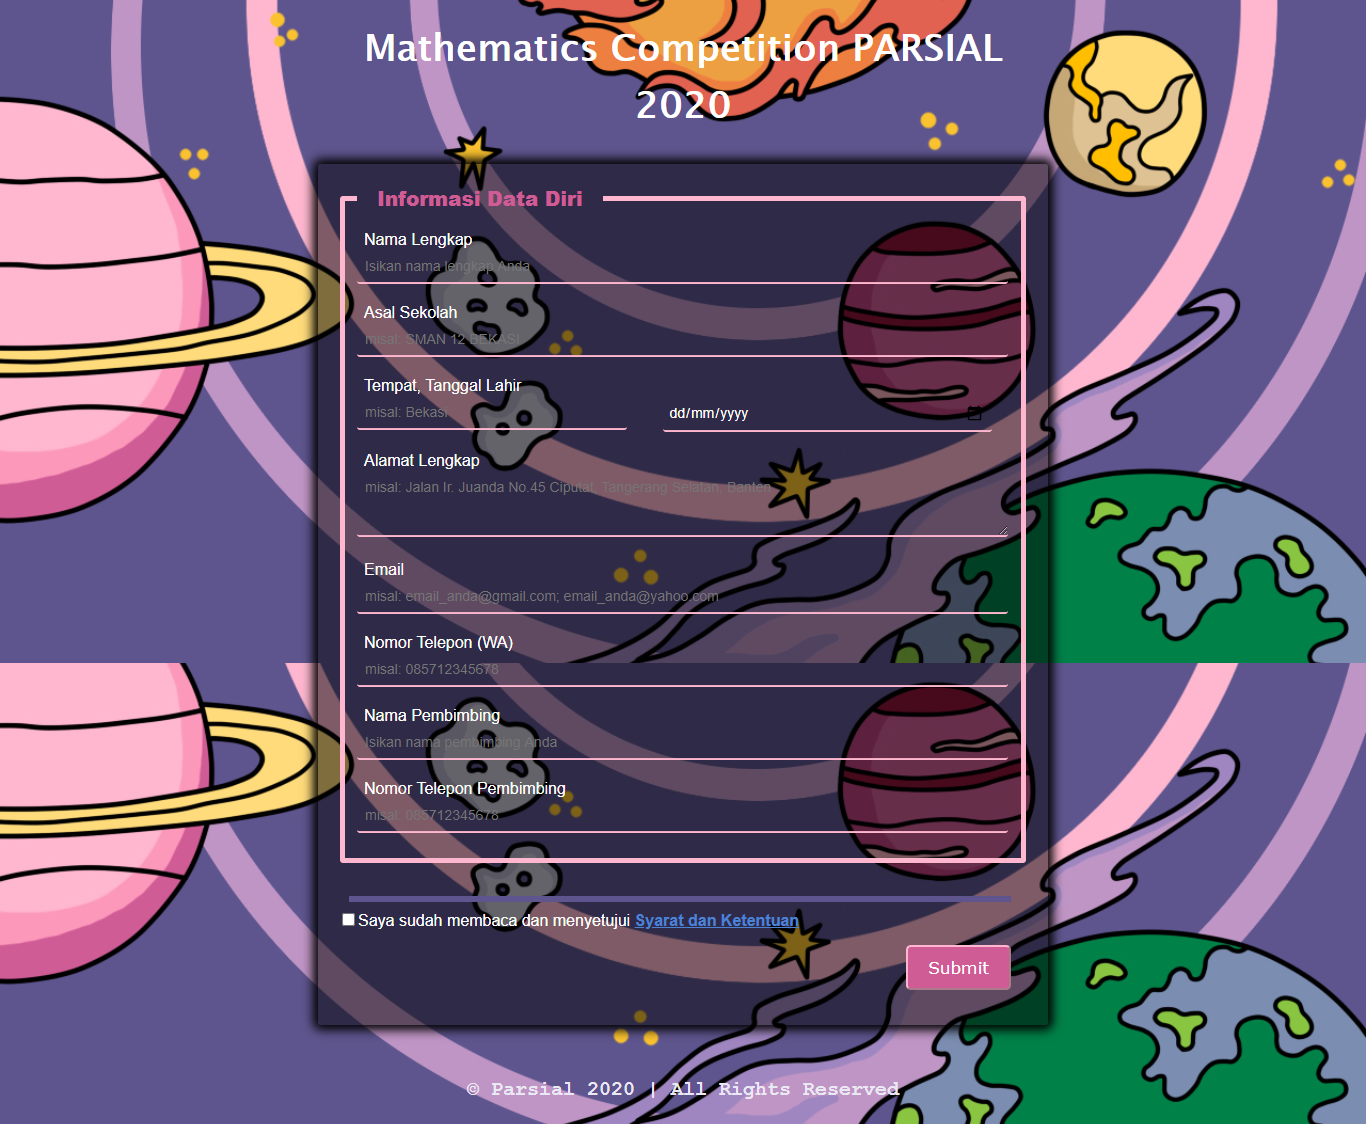 Mathematics Competition PARSIAL
2020
Informasi Data Diri
Nama Lengkap
Isikan nama lengkap Anda
Asal Sekolah
misal: SMAN 12 BEKASI
Tempat, Tanggal Lahir
misal: Bekasi dd/mm/yyyy
Alamat Lengkap
misal: Jalan Ir. Juanda No.45 Ciputat, Tangerang Selatan, Banten
Email
misal: email_anda@gmail.com; email_anda@yahoo.com
Nomor Telepon (WA)
misal: 085712345678
Nama Pembimbing
Isikan nama pembimbing Anda
Nomor Telepon Pembimbing
misal: 085712345678
Saya sudah membaca dan menyetujui Syarat dan Ketentuan
Submit
© Parsial 2020 | All Rights Reserved